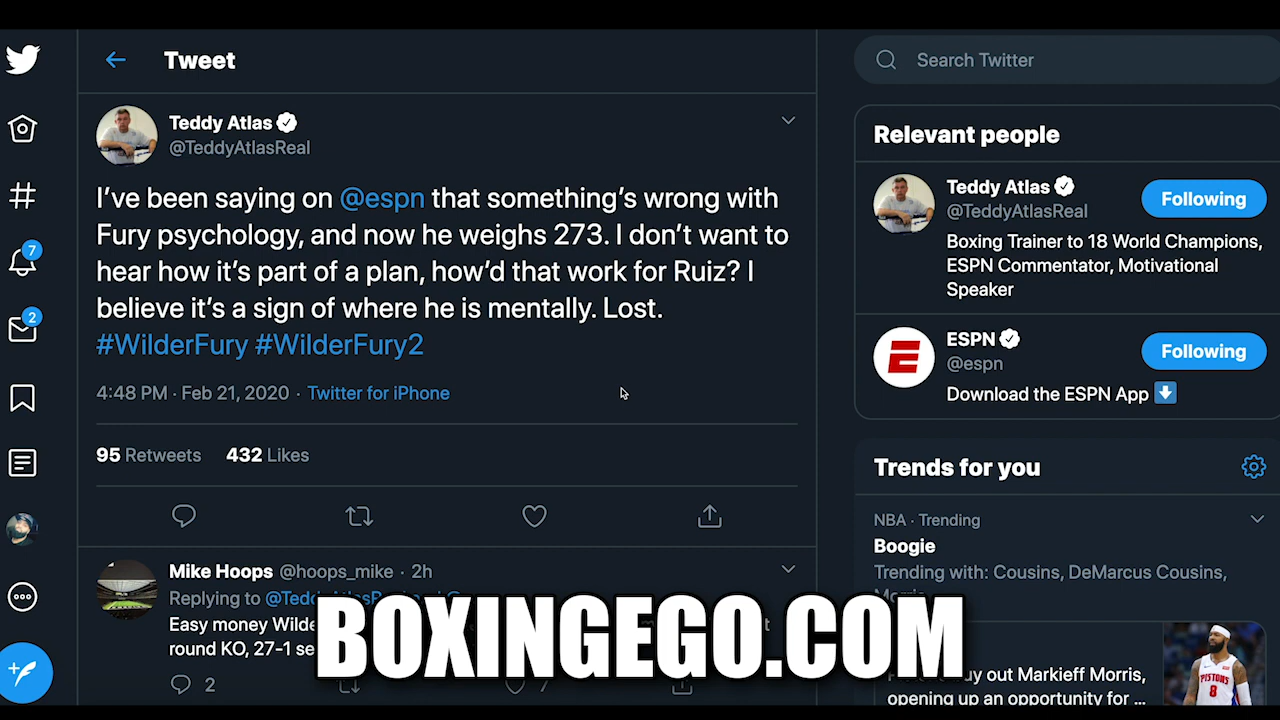 Tweet
Search Twitter
Teddy Atlas
@TeddyAtlasReal
I've been saying on @espn that something's wrong with
Fury psychology, and now he weighs 273. I don't want to
hear how it's part of a plan, how'd that work for Ruiz? I
believe it's a sign of where he is mentally. Lost.
#WilderFury #WilderFury2
4:48 PM · Feb 21, 2020 · Twitter for iPhone
95 Retweets 432 Likes
Mike Hoops @hoops_mike · 2h
Replying to
Easy money
round KO, 27-1
2
7
7
2
Relevant people
Teddy Atlas
@TeddyAtlasReal
Following
Boxing Trainer to 18 World Champions,
ESPN Commentator, Motivational
Speaker
ESPN
@espn
Following
Download the ESPN App
Trends for you
NBA · Trending
Boogie
Trending with: Cousins, DeMarcus Cousins,
buy out Markieff Morris,
opening up an opportunity for ...
PISTONS
8
BOXINGEGO.COM